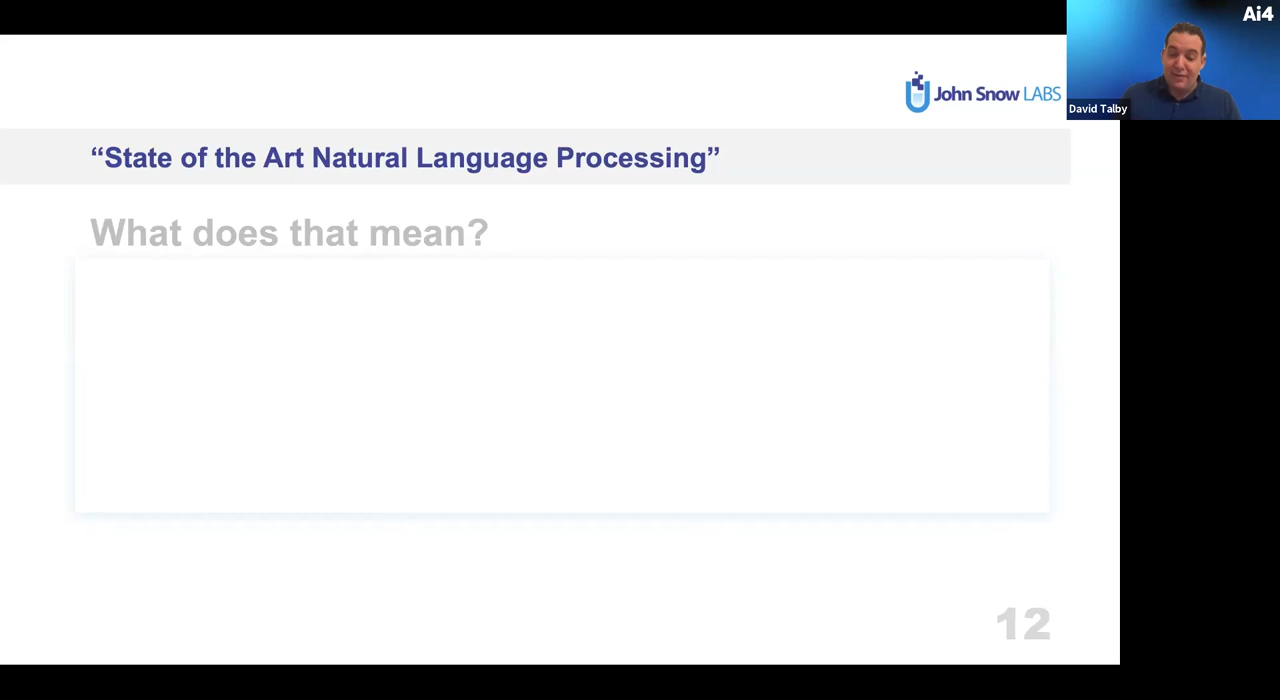 Ai4
John Snow LABS
David Talby
“State of the Art Natural Language Processing”
What does that mean?
12